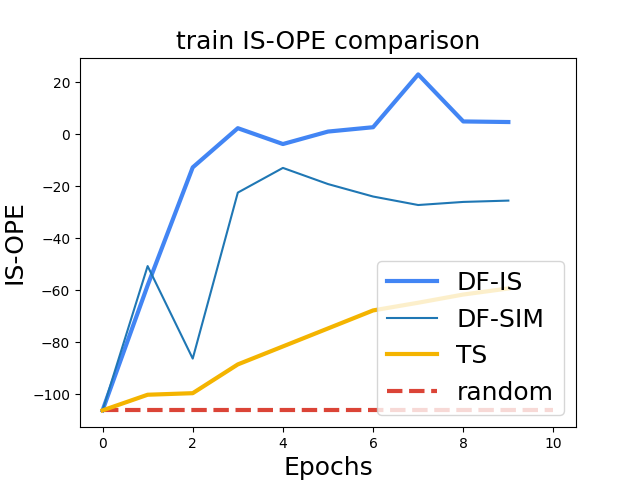 train IS-OPE comparison
IS-OPE
20
0
−20
−40
−60
−80
−100
DF-IS
DF-SIM
TS
random
0
2
4
6
8
10
Epochs